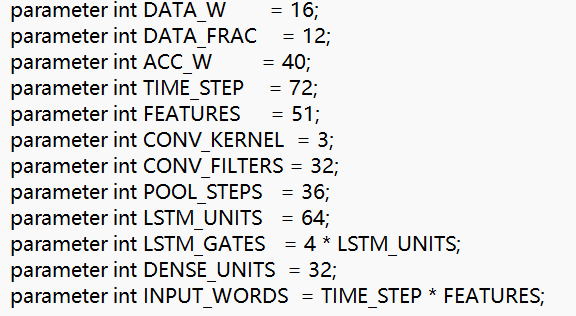 parameter int DATA_W = 16;
parameter int DATA_FRAC = 12;
parameter int ACC_W = 40;
parameter int TIME_STEP = 72;
parameter int FEATURES = 51;
parameter int CONV_KERNEL = 3;
parameter int CONV_FILTERS = 32;
parameter int POOL_STEPS = 36;
parameter int LSTM_UNITS = 64;
parameter int LSTM_GATES = 4 * LSTM_UNITS;
parameter int DENSE_UNITS = 32;
parameter int INPUT_WORDS = TIME_STEP * FEATURES;